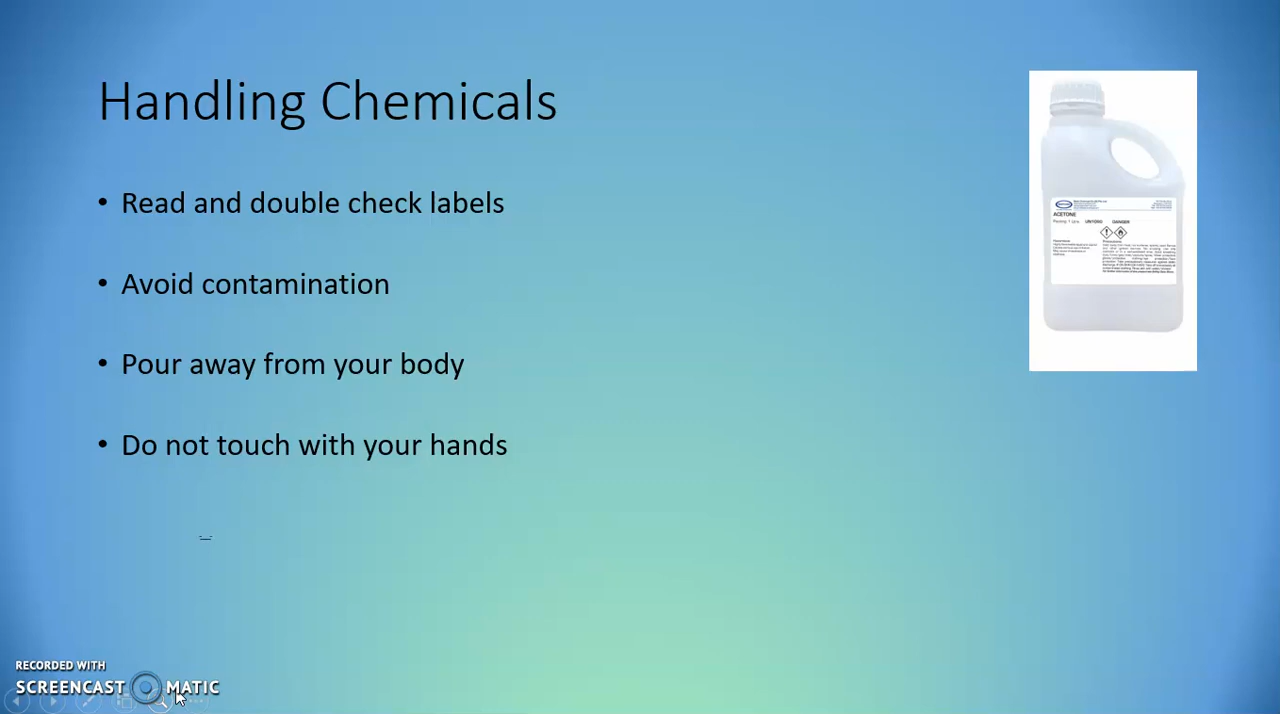 Handling Chemicals
• Read and double check labels
• Avoid contamination
• Pour away from your body
• Do not touch with your hands
ACETONE
DANGER
RECORDED WITH
SCREENCAST MATIC